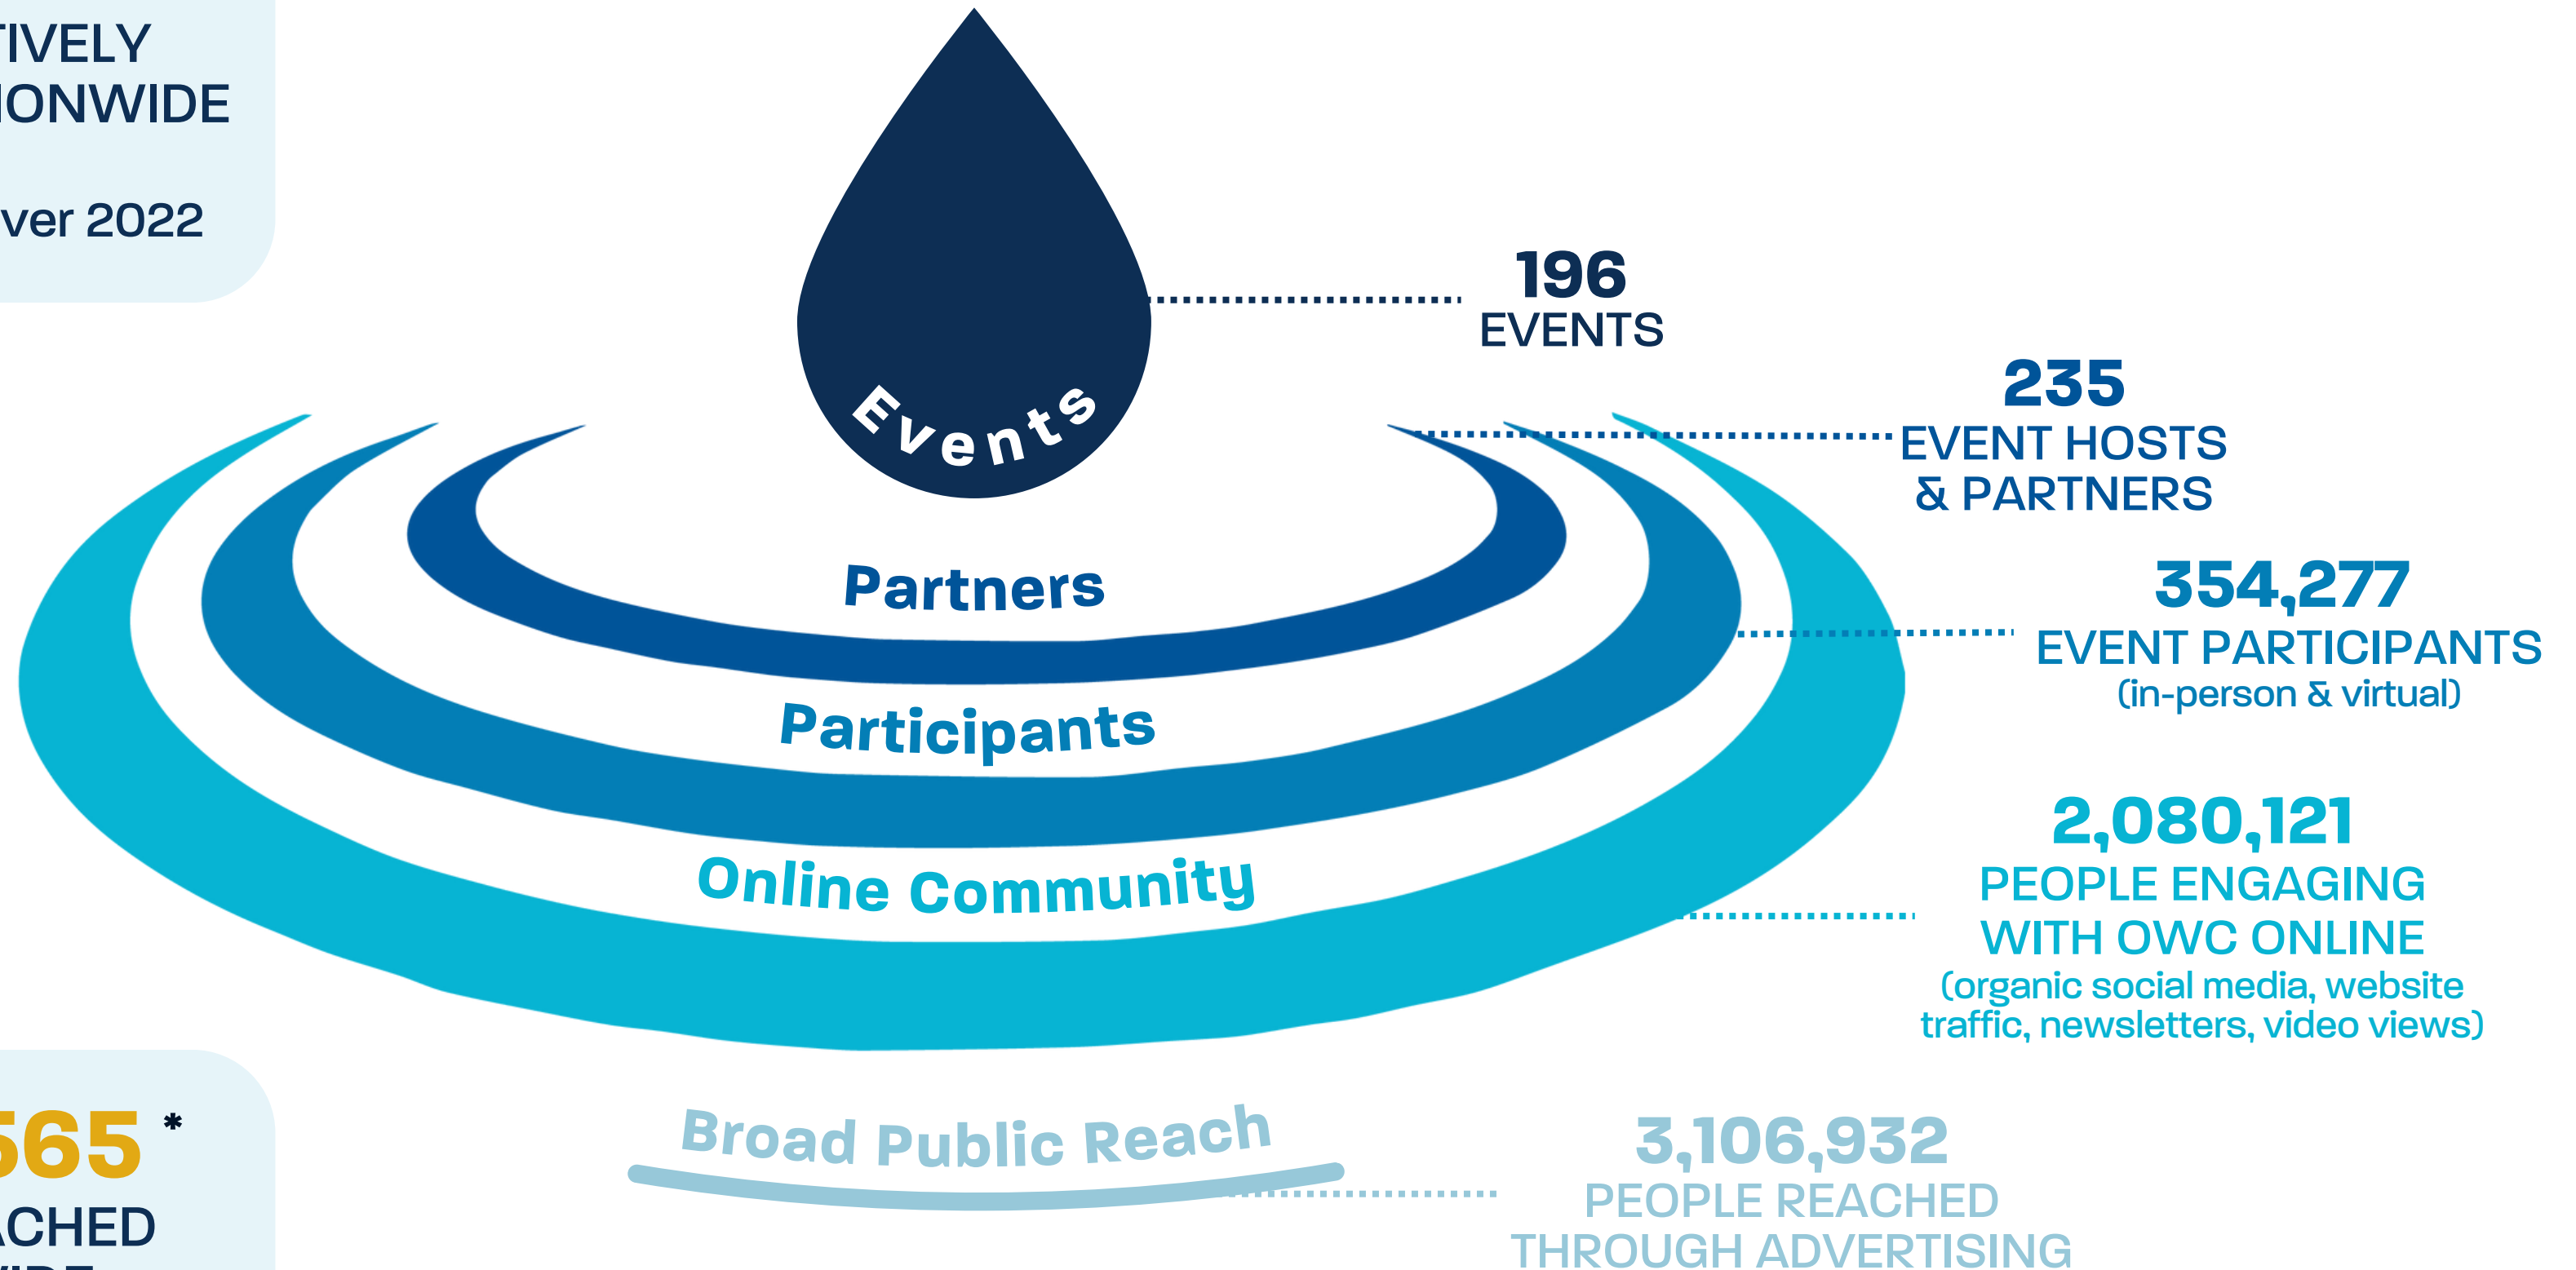 TIVELY
IONWIDE
ver 2022
Events
196
EVENTS
235
EVENT HOSTS
& PARTNERS
Partners
354,277
EVENT PARTICIPANTS
(in-person & virtual)
Participants
2,080,121
PEOPLE ENGAGING
WITH OWC ONLINE
(organic social media, website
traffic, newsletters, video views)
Online Community
Broad Public Reach
3,106,932
PEOPLE REACHED
THROUGH ADVERTISING
565 *
ACHED